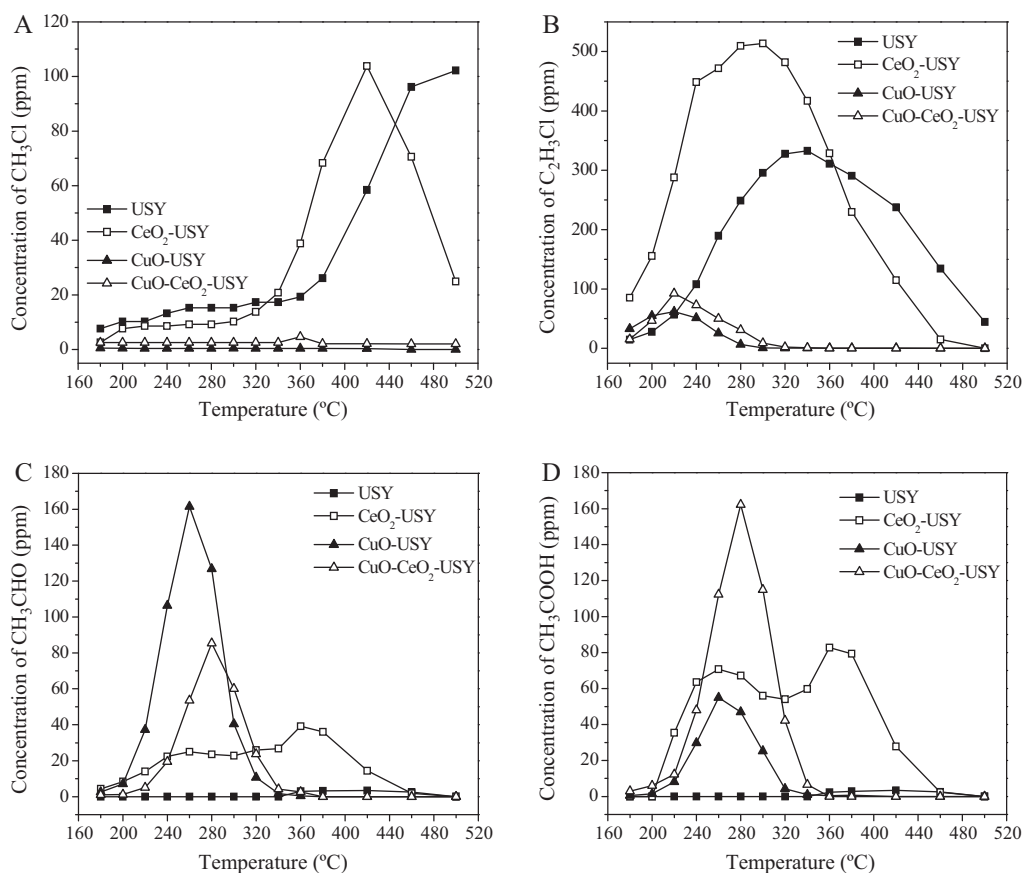 A
120
100
80
60
40
20
0
Concentration of CH₃Cl (ppm)
USY
CeO₂-USY
CuO-USY
CuO-CeO₂-USY
160 200 240 280 320 360 400 440 480 520
Temperature (ºC)
B
500
400
300
200
100
0
Concentration of C₂H₃Cl (ppm)
USY
CeO₂-USY
CuO-USY
CuO-CeO₂-USY
160 200 240 280 320 360 400 440 480 520
Temperature (ºC)
C
180
160
140
120
100
80
60
40
20
0
Concentration of CH₃CHO (ppm)
USY
CeO₂-USY
CuO-USY
CuO-CeO₂-USY
160 200 240 280 320 360 400 440 480 520
Temperature (ºC)
D
180
160
140
120
100
80
60
40
20
0
Concentration of CH₃COOH (ppm)
USY
CeO₂-USY
CuO-USY
CuO-CeO₂-USY
160 200 240 280 320 360 400 440 480 520
Temperature (ºC)